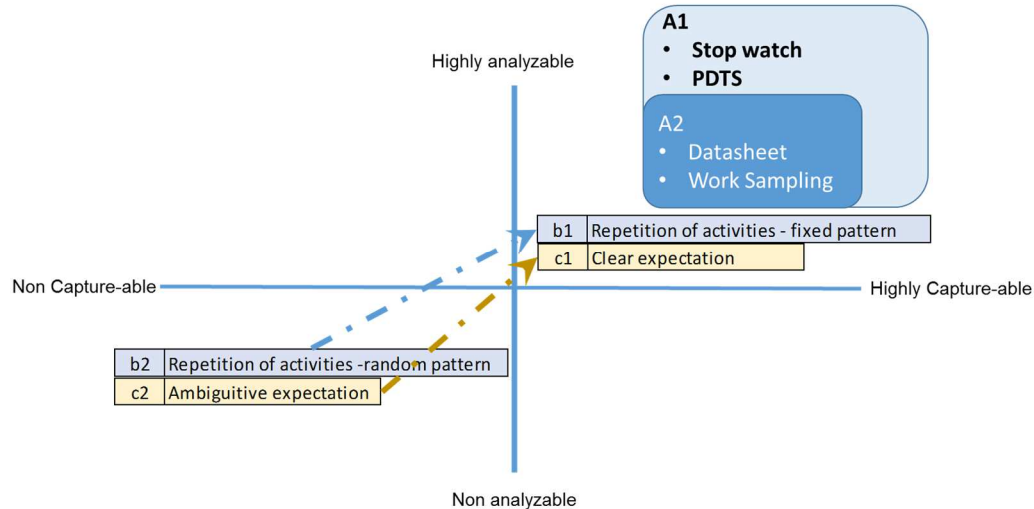 A1
• Stop watch
• PDTS
Highly analyzable
A2
• Datasheet
• Work Sampling
b1 Repetition of activities - fixed pattern
c1 Clear expectation
Non Capture-able
Highly Capture-able
b2 Repetition of activities -random pattern
c2 Ambiguitive expectation
Non analyzable